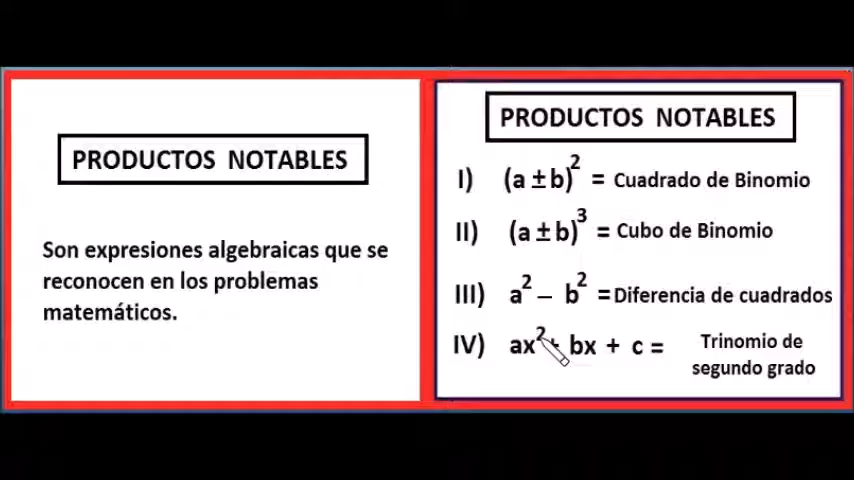 PRODUCTOS NOTABLES
Son expresiones algebraicas que se
reconocen en los problemas
matemáticos.
PRODUCTOS NOTABLES
I) (a ± b)² = Cuadrado de Binomio
II) (a ± b)³ = Cubo de Binomio
III) a² – b² = Diferencia de cuadrados
IV) ax² + bx + c = Trinomio de
segundo grado